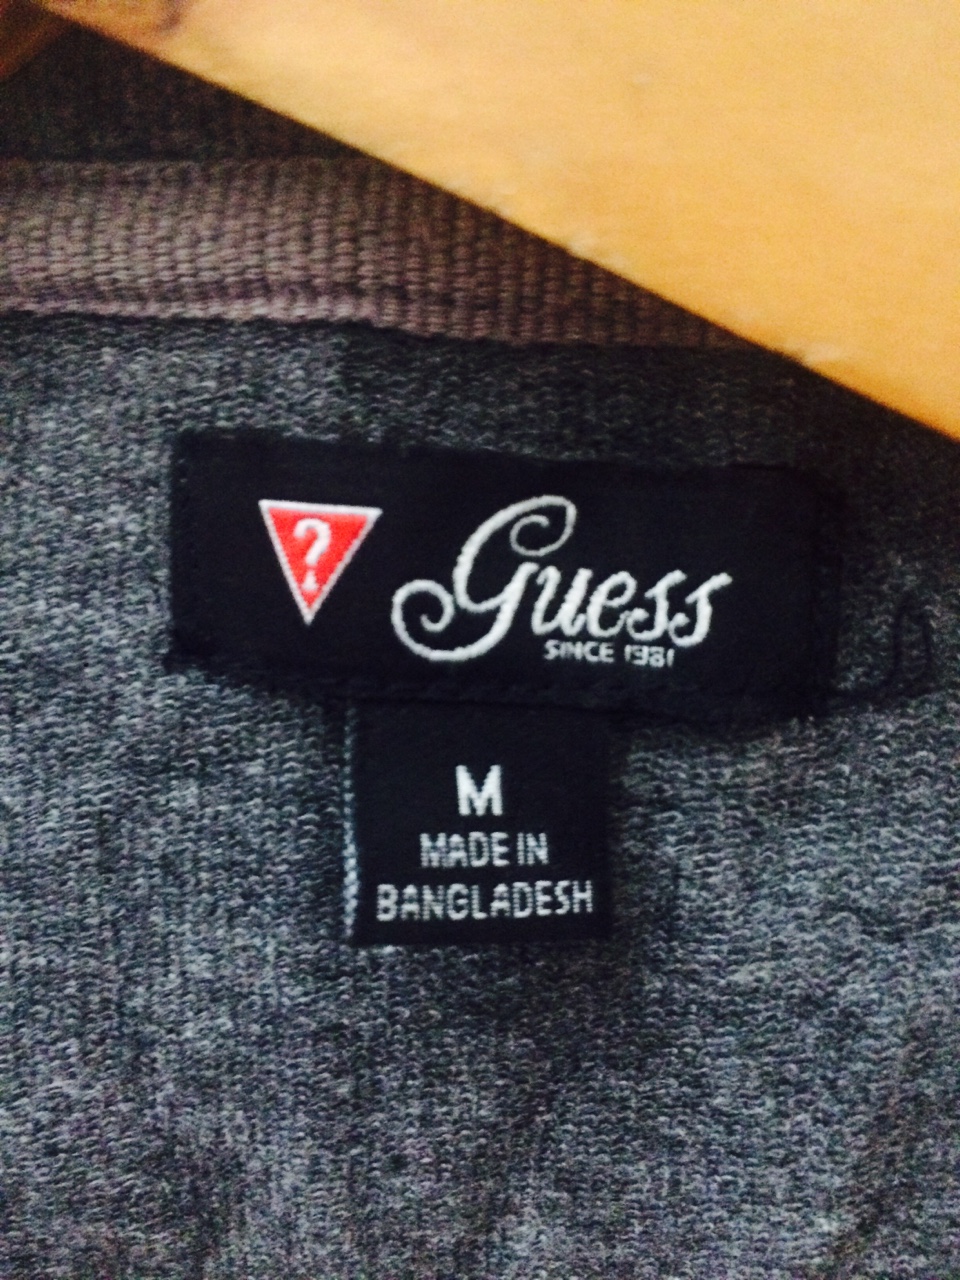 ?
Guess
SINCE 1981
M
MADE IN
BANGLADESH